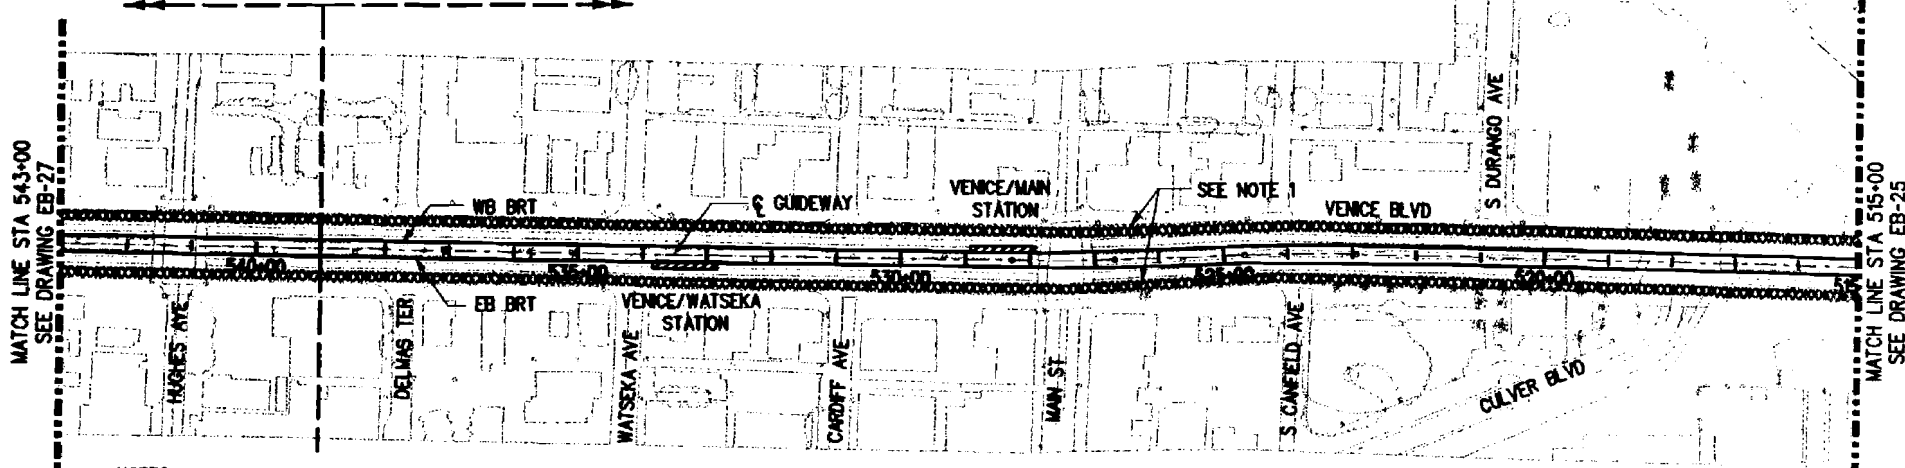 MATCH LINE STA 543+00
SEE DRAWING EB-27
WB BRT
EB BRT
℄ GUIDEWAY
VENICE/MAIN
STATION
SEE NOTE 1
VENICE BLVD
S DURANGO AVE
540+00
535+00
530+00
525+00
520+00
VENICE/WATSEKA
STATION
HUGHES AVE
DELMAS TER
WATSEKA AVE
CARDIFF AVE
MAIN ST
S CANFIELD AVE
CULVER BLVD
MATCH LINE STA 515+00
SEE DRAWING EB-25